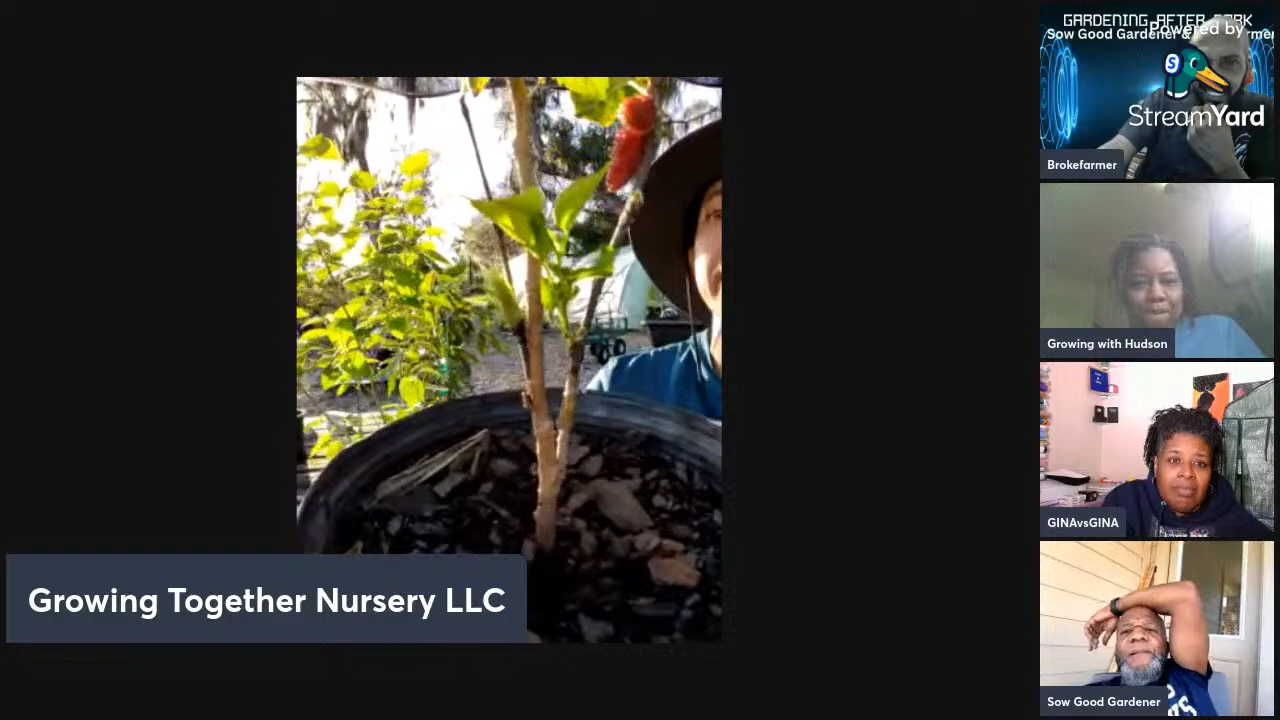 Growing Together Nursery LLC
GARDENING AFTER DARK
Sow Good Gardener &
Powered by
StreamYard
Brokefarmer
Growing with Hudson
GINAvsGINA
Sow Good Gardener